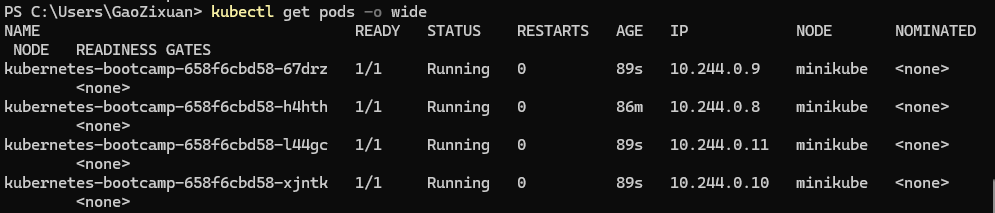 PS C:\Users\GaoZixuan> kubectl get pods -o wide
NAME                                   READY   STATUS    RESTARTS   AGE   IP            NODE       NOMINATED
 NODE   READINESS GATES
kubernetes-bootcamp-658f6cbd58-67drz   1/1     Running   0          89s   10.244.0.9    minikube   <none>
        <none>
kubernetes-bootcamp-658f6cbd58-h4hth   1/1     Running   0          86m   10.244.0.8    minikube   <none>
        <none>
kubernetes-bootcamp-658f6cbd58-l44gc   1/1     Running   0          89s   10.244.0.11   minikube   <none>
        <none>
kubernetes-bootcamp-658f6cbd58-xjntk   1/1     Running   0          89s   10.244.0.10   minikube   <none>
        <none>